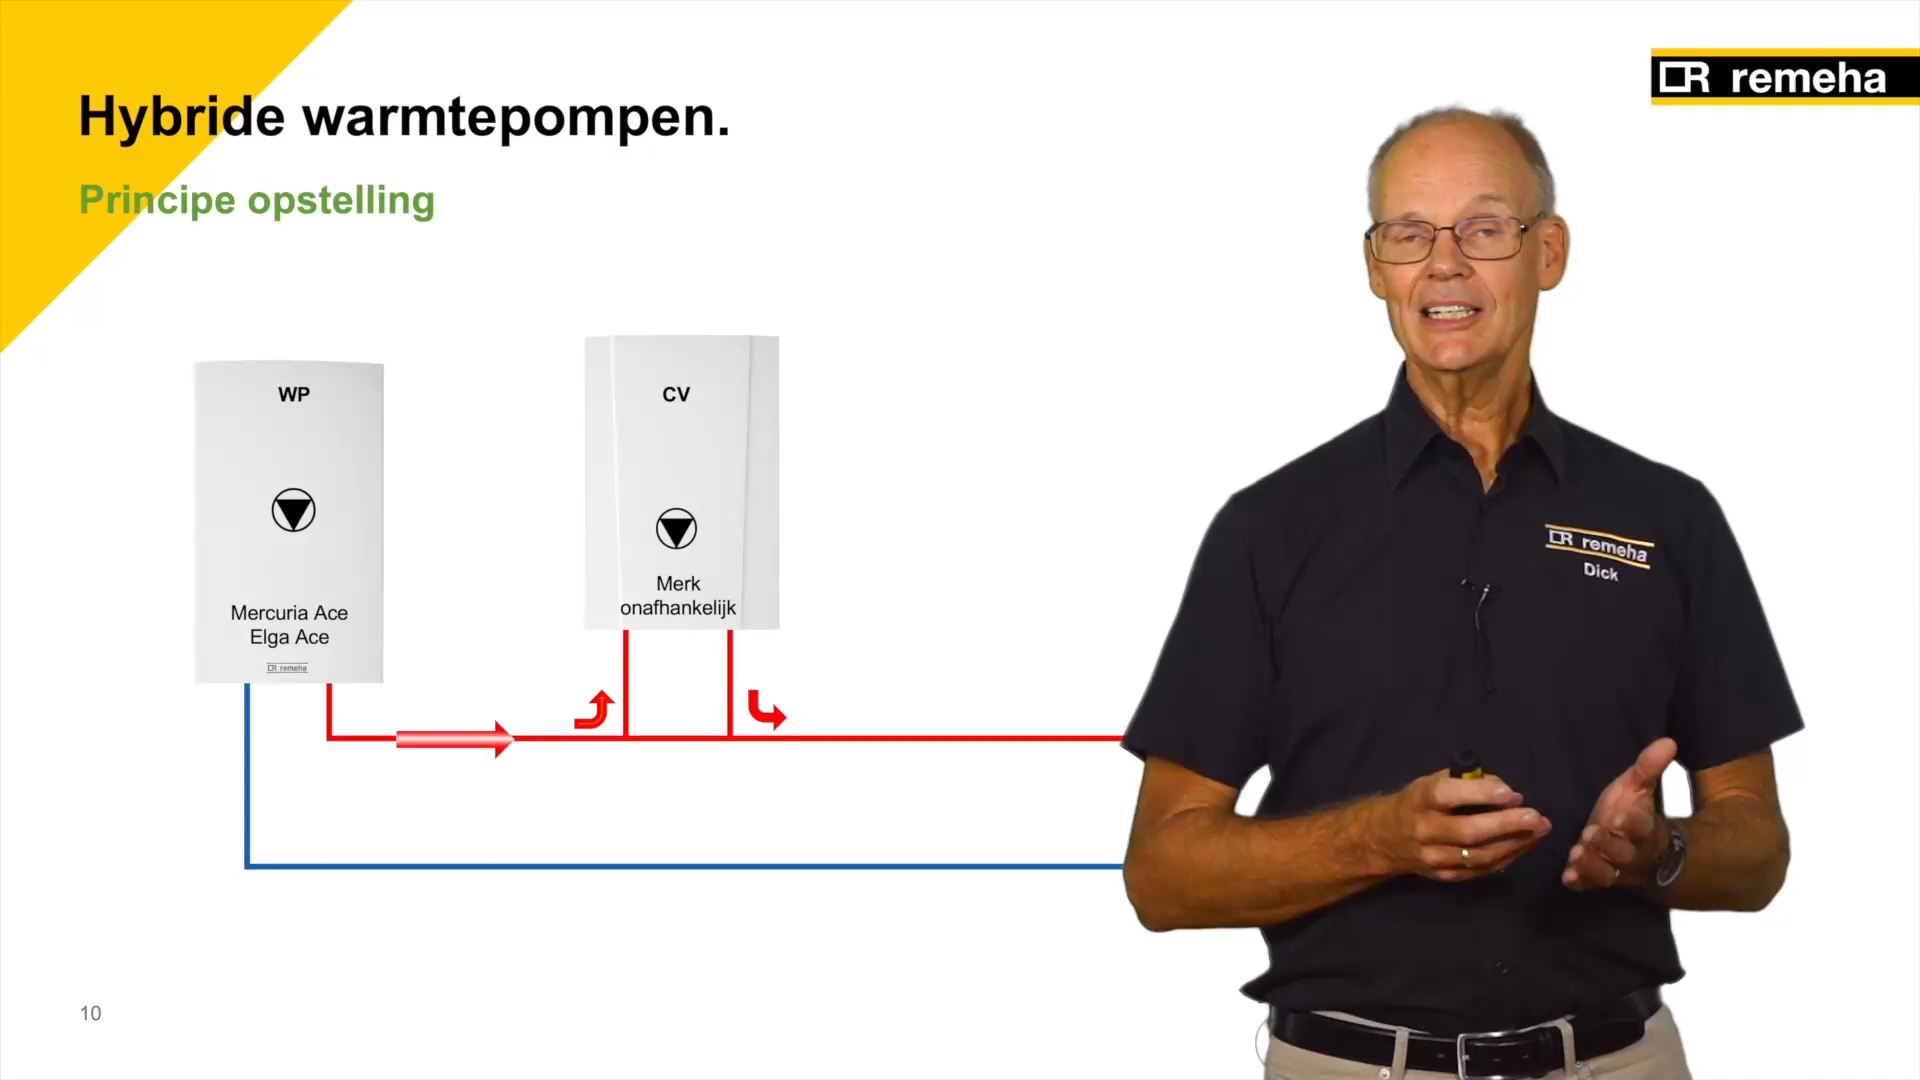 Hybride warmtepompen.
Principe opstelling
remeha
WP
Mercuria Ace
Elga Ace
remeha
CV
Merk
onafhankelijk
remeha
Dick
10